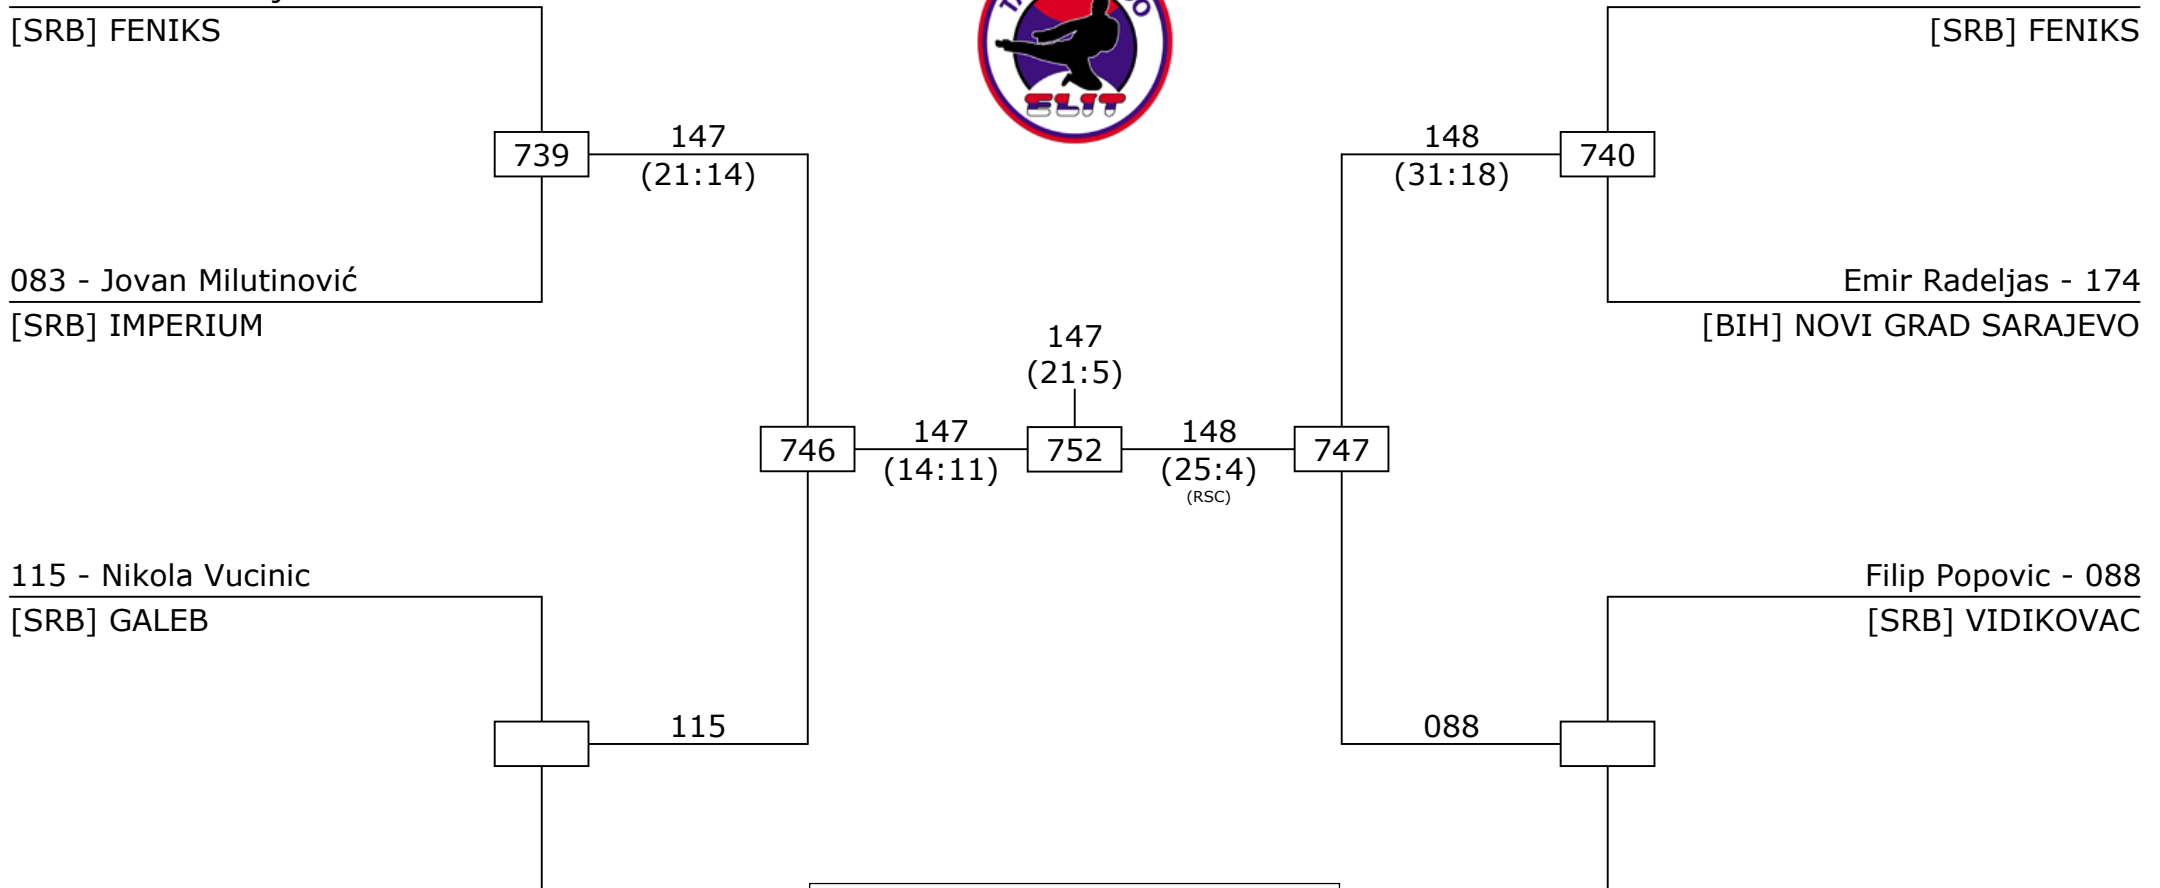 [SRB] FENIKS
[SRB] FENIKS
ELIT
147
148
739
740
(21:14)
(31:18)
083 - Jovan Milutinović
Emir Radeljas - 174
[SRB] IMPERIUM
[BIH] NOVI GRAD SARAJEVO
147
(21:5)
147
148
746
752
747
(14:11)
(25:4)
(RSC)
115 - Nikola Vucinic
Filip Popovic - 088
[SRB] GALEB
[SRB] VIDIKOVAC
115
088